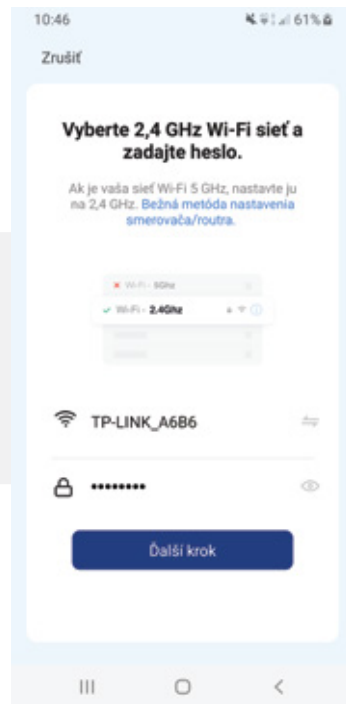 10:46 61%
Zrušiť
Vyberte 2,4 GHz Wi-Fi sieť a
zadajte heslo.
Ak je vaša sieť Wi-Fi 5 GHz, nastavte ju
na 2,4 GHz. Bežná metóda nastavenia
smerovača/routra.
Wi-Fi - 5Ghz
Wi-Fi - 2.4Ghz
TP-LINK_A6B6
••••••••
Ďalší krok